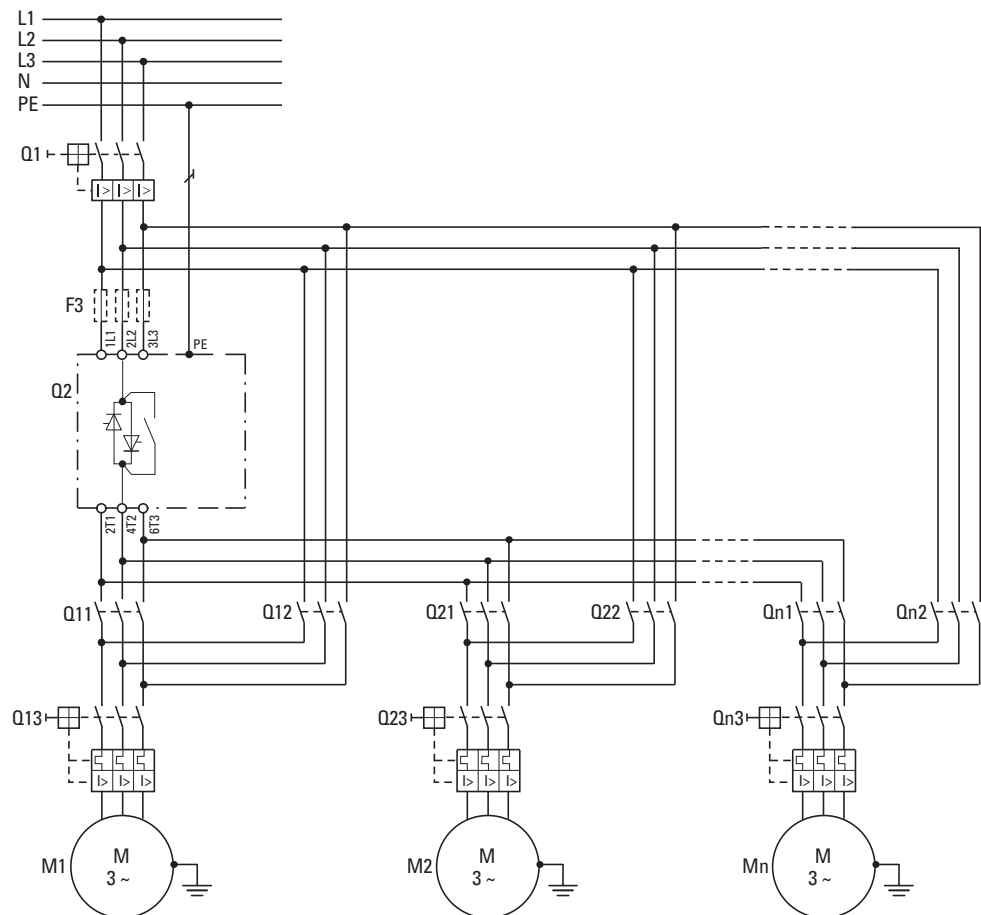 L1
L2
L3
N
PE
Q1
I> I> I>
F3
1L1 2L2 3L3 PE
Q2
2T1 4T2 6T3
Q11 Q12 Q21 Q22 Qn1 Qn2
Q13 Q23 Qn3
I> I> I> I> I> I> I> I> I>
M1 M 3 ~
M2 M 3 ~
Mn M 3 ~